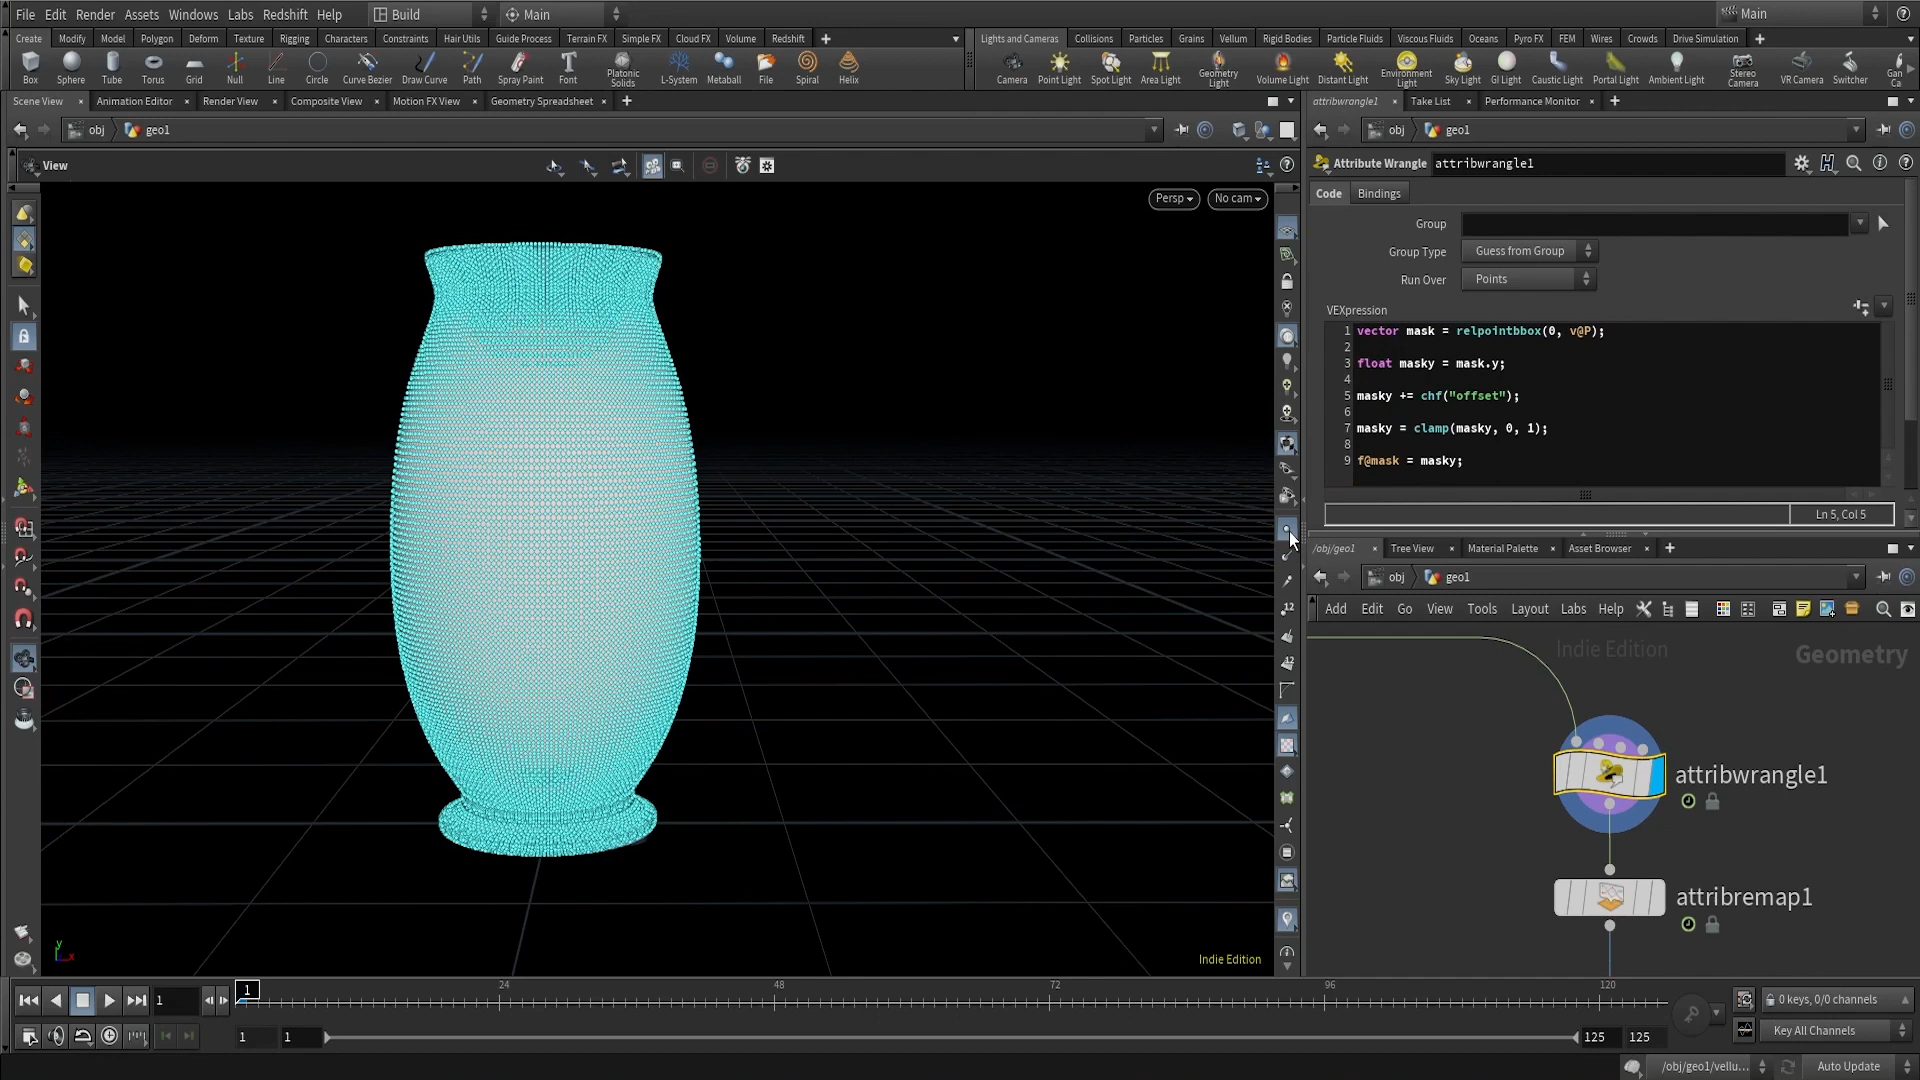 File Edit Render Assets Windows Labs Redshift Help Build Main Main
Create Modify Model Polygon Deform Texture Rigging Characters Constraints Hair Utils Guide Process Terrain FX Simple FX Cloud FX Volume Redshift
Lights and Cameras Collisions Particles Grains Vellum Rigid Bodies Particle Fluids Viscous Fluids Oceans Pyro FX FEM Wires Crowds Drive Simulation
Box Sphere Tube Torus Grid Null Line Circle Curve Bezier Draw Curve Path Spray Paint Font Platonic Solids L-System Metaball File Spiral Helix
Camera Point Light Spot Light Area Light Geometry Light Volume Light Distant Light Environment Light Sky Light GI Light Caustic Light Portal Light Ambient Light Stereo Camera VR Camera Switcher Gan Ca
Scene View Animation Editor Render View Composite View Motion FX View Geometry Spreadsheet
attribwrangle1 Take List Performance Monitor
obj geo1
obj geo1
View
Persp No cam
Attribute Wrangle attribwrangle1
Code Bindings
Group
Group Type Guess from Group
Run Over Points
VEXpression
1 vector mask = relpointbbox(0, v@P);
2
3 float masky = mask.y;
4
5 masky += chf("offset");
6
7 masky = clamp(masky, 0, 1);
8
9 f@mask = masky;
Ln 5, Col 5
/obj/geo1 Tree View Material Palette Asset Browser
obj geo1
Add Edit Go View Tools Layout Labs Help
Indie Edition
Geometry
attribwrangle1
attribremap1
12
12
y
x
Indie Edition
1 1 24 48 72 96 120
0 keys, 0/0 channels
1 1 125 125
Key All Channels
/obj/geo1/vellu... Auto Update